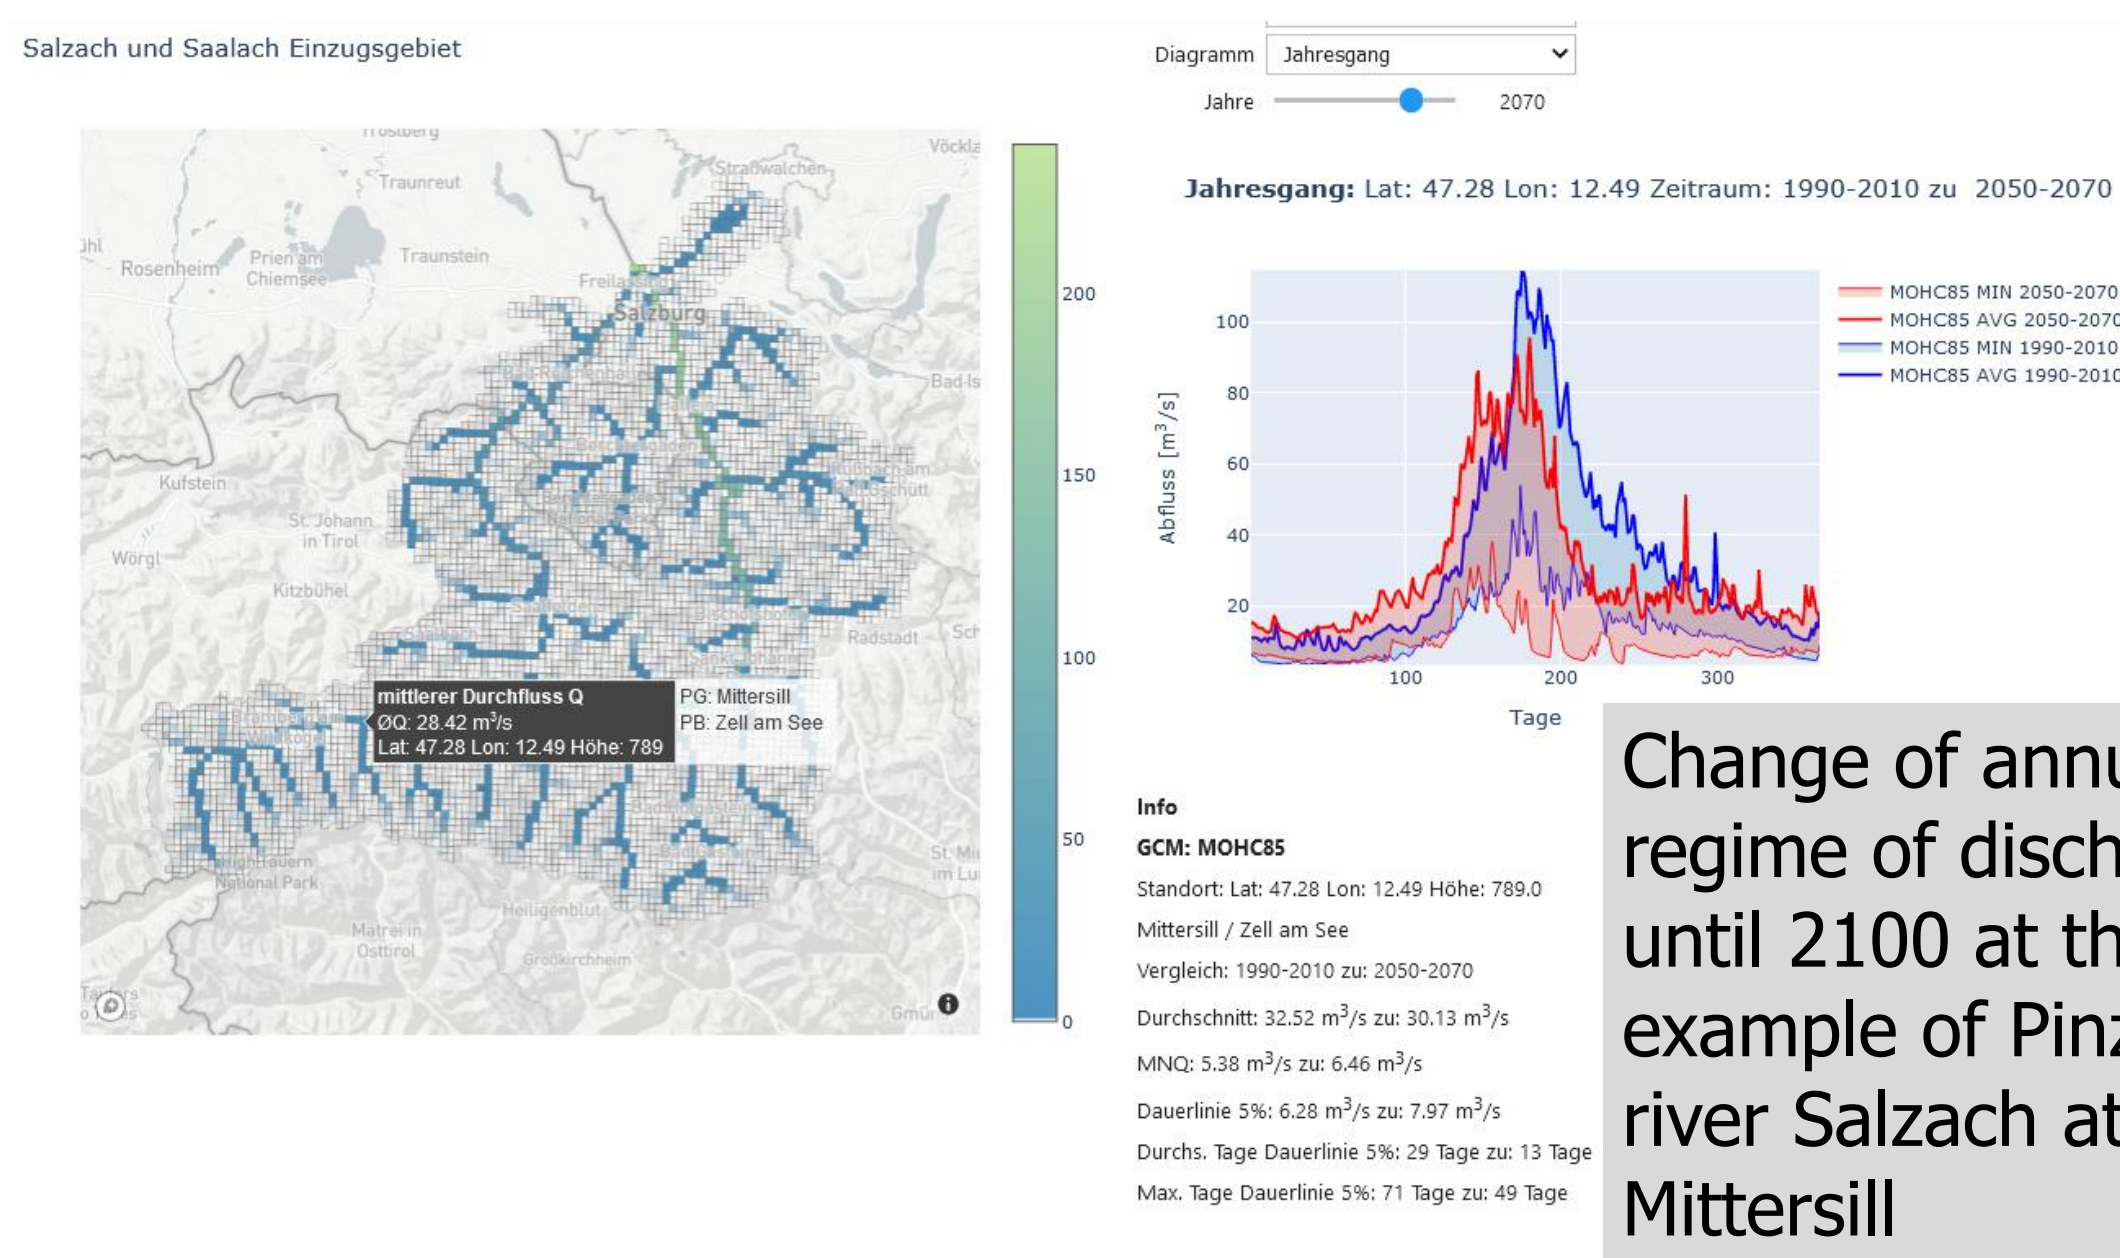 Salzach und Saalach Einzugsgebiet
Diagramm Jahresgang
Jahre 2070
Traunreut
Straßwalchen
Rosenheim
Prien am
Chiemsee
Traunstein
Freilassing
Salzburg
Kufstein
St. Johann
in Tirol
Wörgl
Kitzbühel
Radstadt
mittlerer Durchfluss Q
ØQ: 28.42 m³/s
Lat: 47.28 Lon: 12.49 Höhe: 789
PG: Mittersill
PB: Zell am See
National Park
Heiligenblut
Matrei in
Osttirol
Großkirchheim
200
150
100
50
0
Jahresgang: Lat: 47.28 Lon: 12.49 Zeitraum: 1990-2010 zu 2050-2070
Abfluss [m³/s]
100
80
60
40
20
100 200 300
Tage
MOHC85 MIN 2050-2070
MOHC85 AVG 2050-2070
MOHC85 MIN 1990-2010
MOHC85 AVG 1990-2010
Info
GCM: MOHC85
Standort: Lat: 47.28 Lon: 12.49 Höhe: 789.0
Mittersill / Zell am See
Vergleich: 1990-2010 zu: 2050-2070
Durchschnitt: 32.52 m³/s zu: 30.13 m³/s
MNQ: 5.38 m³/s zu: 6.46 m³/s
Dauerlinie 5%: 6.28 m³/s zu: 7.97 m³/s
Durchs. Tage Dauerlinie 5%: 29 Tage zu: 13 Tage
Max. Tage Dauerlinie 5%: 71 Tage zu: 49 Tage
Change of annu
regime of disch
until 2100 at th
example of Pinz
river Salzach at
Mittersill